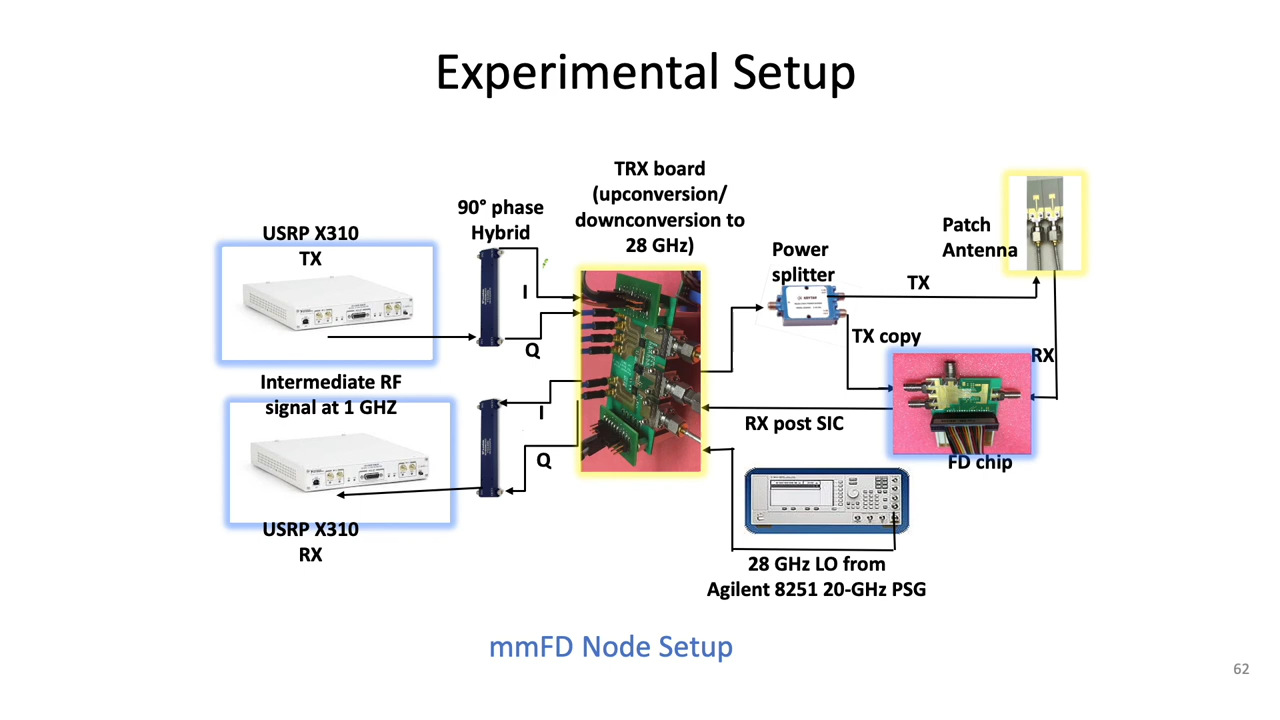 Experimental Setup
TRX board
(upconversion/
downconversion to
28 GHz)
90° phase
Hybrid
USRP X310
TX
Patch
Antenna
Power
splitter
TX
I
Q
TX copy
RX
Intermediate RF
signal at 1 GHZ
I
RX post SIC
Q
FD chip
USRP X310
RX
28 GHz LO from
Agilent 8251 20-GHz PSG
mmFD Node Setup
62